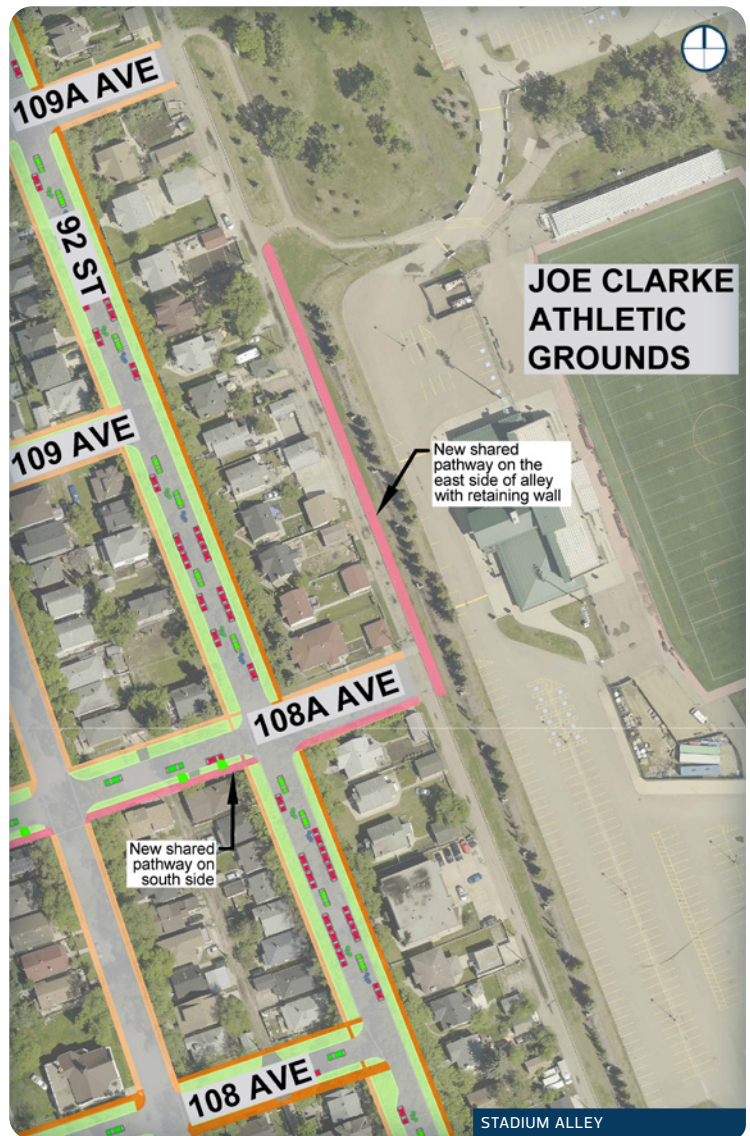 109A AVE
92 ST
JOE CLARKE
ATHLETIC
GROUNDS
109 AVE
New shared
pathway on the
east side of alley
with retaining wall
108A AVE
New shared
pathway on
south side
108 AVE
STADIUM ALLEY